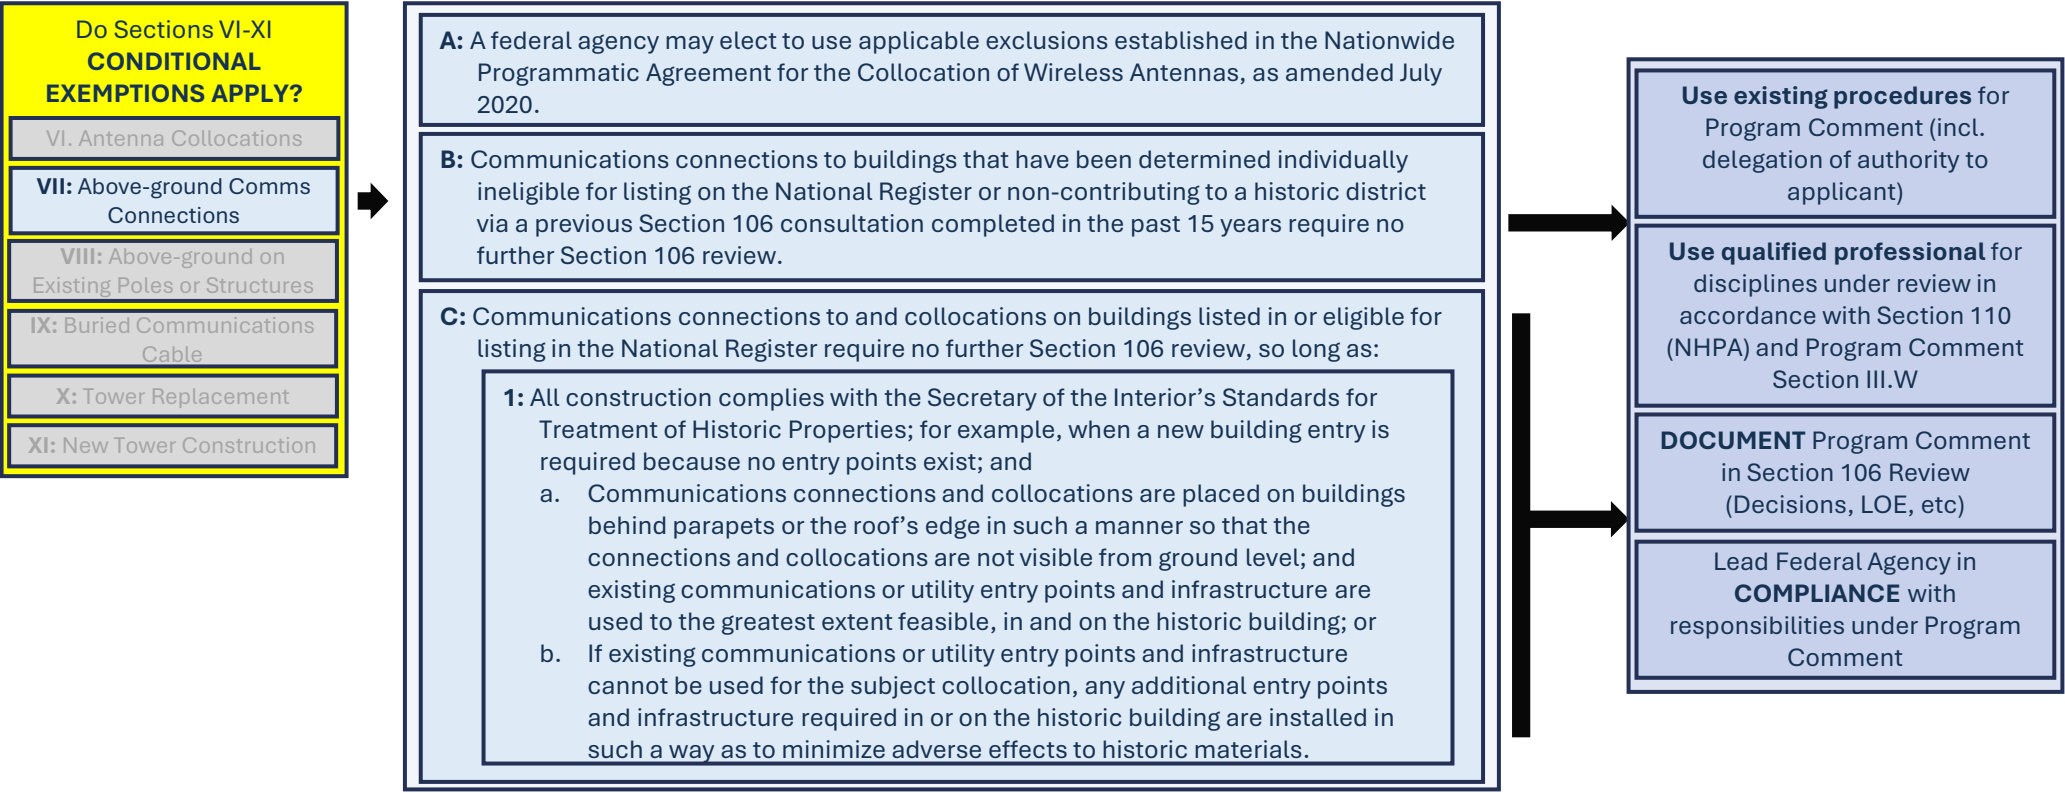 Do Sections VI-XI
CONDITIONAL
EXEMPTIONS APPLY?
VI. Antenna Collocations
VII: Above-ground Comms
Connections
VIII: Above-ground on
Existing Poles or Structures
IX: Buried Communications
Cable
X: Tower Replacement
XI: New Tower Construction
A: A federal agency may elect to use applicable exclusions established in the Nationwide
Programmatic Agreement for the Collocation of Wireless Antennas, as amended July
2020.
B: Communications connections to buildings that have been determined individually
ineligible for listing on the National Register or non-contributing to a historic district
via a previous Section 106 consultation completed in the past 15 years require no
further Section 106 review.
C: Communications connections to and collocations on buildings listed in or eligible for
listing in the National Register require no further Section 106 review, so long as:
1: All construction complies with the Secretary of the Interior’s Standards for
Treatment of Historic Properties; for example, when a new building entry is
required because no entry points exist; and
a. Communications connections and collocations are placed on buildings
behind parapets or the roof’s edge in such a manner so that the
connections and collocations are not visible from ground level; and
existing communications or utility entry points and infrastructure are
used to the greatest extent feasible, in and on the historic building; or
b. If existing communications or utility entry points and infrastructure
cannot be used for the subject collocation, any additional entry points
and infrastructure required in or on the historic building are installed in
such a way as to minimize adverse effects to historic materials.
Use existing procedures for
Program Comment (incl.
delegation of authority to
applicant)
Use qualified professional for
disciplines under review in
accordance with Section 110
(NHPA) and Program Comment
Section III.W
DOCUMENT Program Comment
in Section 106 Review
(Decisions, LOE, etc)
Lead Federal Agency in
COMPLIANCE with
responsibilities under Program
Comment